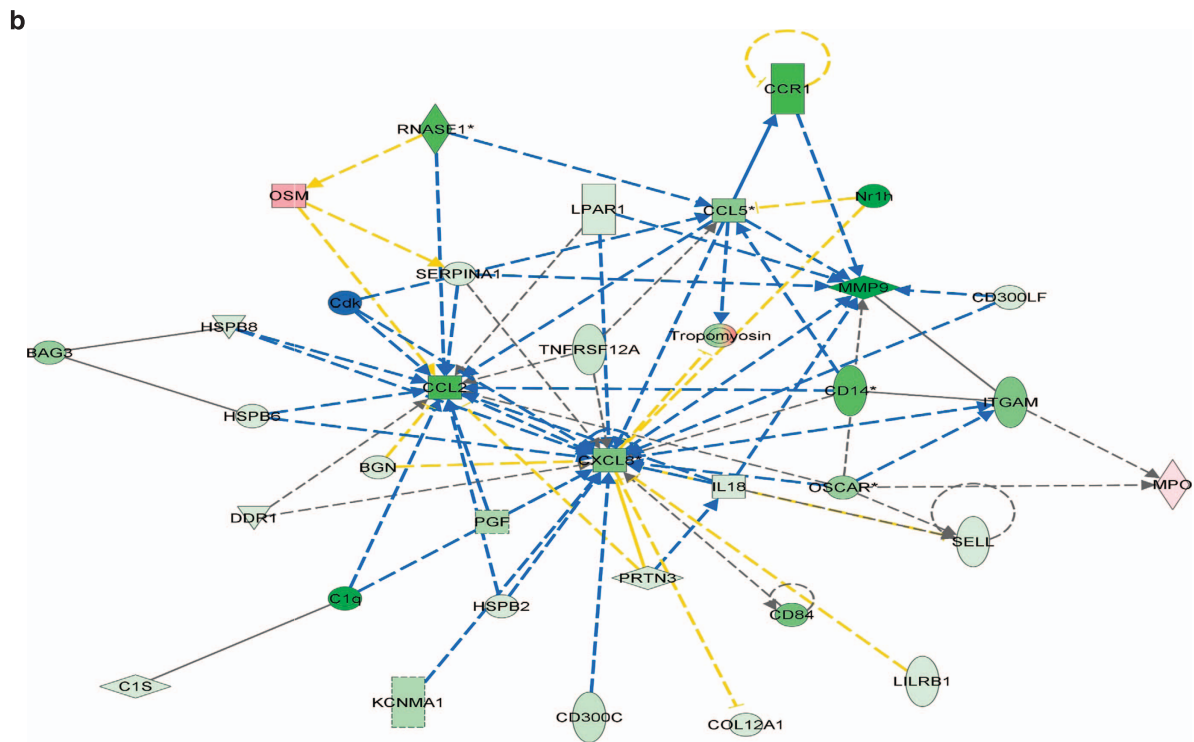 b
CCR1
RNASE1*
OSM
LPAR1
CCL5*
Nr1h
SERPINA1
Cdk
MMP9
CD300LF
HSPB8
BAG3
TNFRSF12A
Tropomyosin
CCL2
CD14*
ITGAM
HSPB6
BGN
CXCL8*
IL18
OSCAR*
MPO
DDR1
PGF
SELL
PRTN3
C1q
HSPB2
CD84
C1S
KCNMA1
CD300C
COL12A1
LILRB1